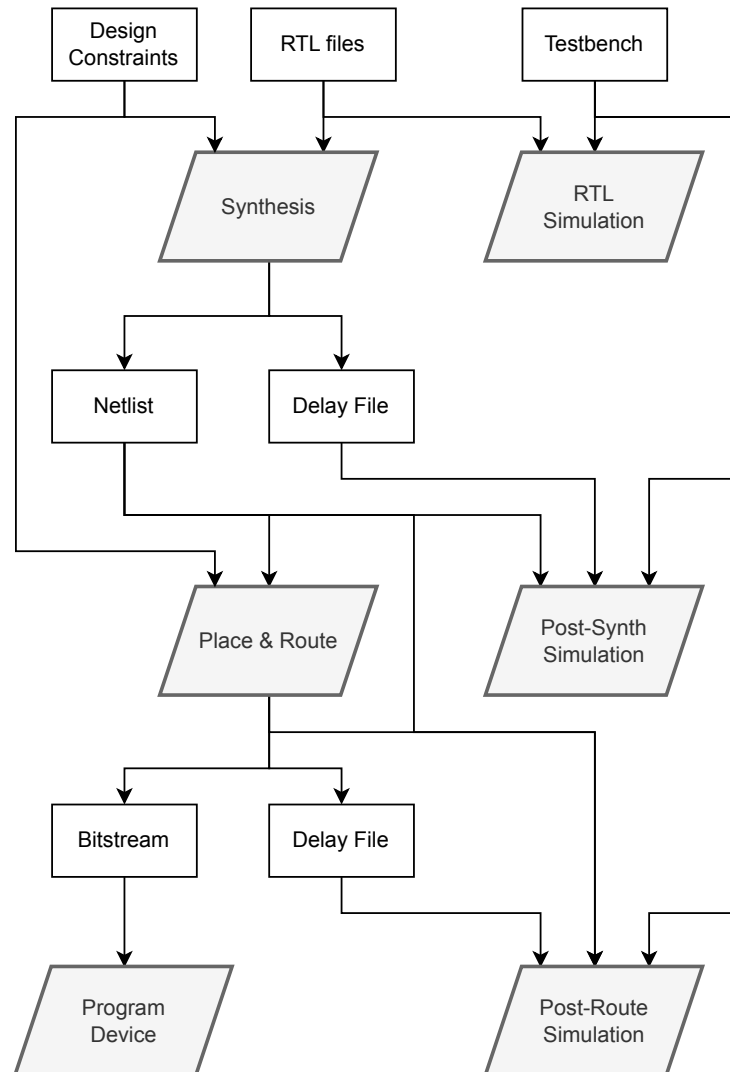 Design
Constraints
RTL files
Testbench
Synthesis
RTL
Simulation
Netlist
Delay File
Place & Route
Post-Synth
Simulation
Bitstream
Delay File
Program
Device
Post-Route
Simulation